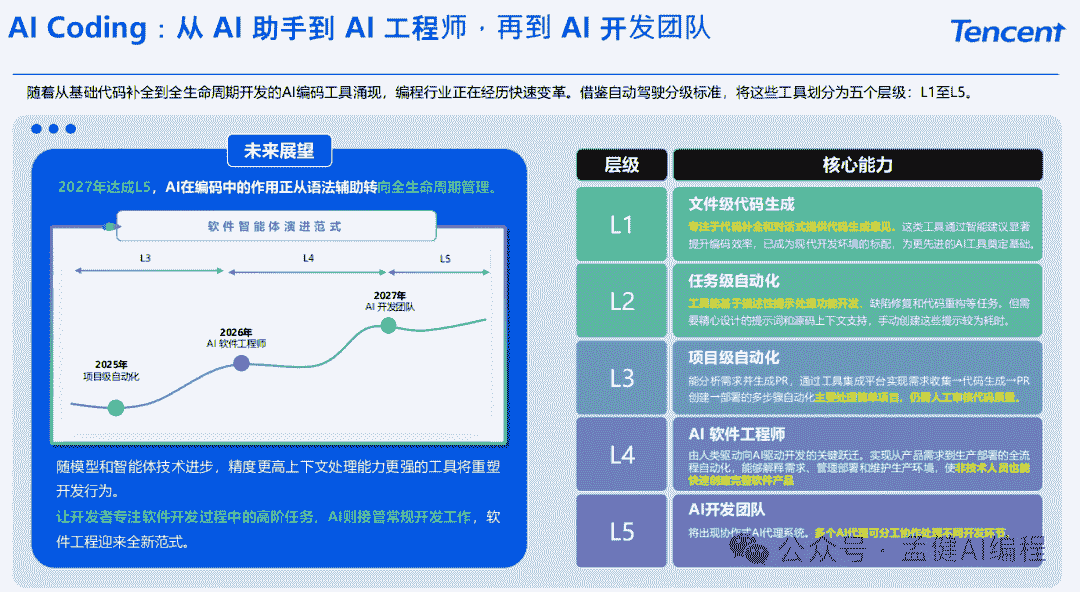 AI Coding：从 AI 助手到 AI 工程师，再到 AI 开发团队
Tencent
随着从基础代码补全到全生命周期开发的AI编码工具涌现，编程行业正在经历快速变革。借鉴自动驾驶分级标准，将这些工具划分为五个层级：L1至L5。
未来展望
2027年达成L5，AI在编码中的作用正从语法辅助转向全生命周期管理。
软件智能体演进范式
L3
L4
L5
2025年
项目级自动化
2026年
AI 软件工程师
2027年
AI 开发团队
随模型和智能体技术进步，精度更高上下文处理能力更强的工具将重塑
开发行为。
让开发者专注软件开发过程中的高阶任务，AI则接管常规开发工作，软
件工程迎来全新范式。
层级
核心能力
L1
文件级代码生成
专注于代码补全和对话式提供代码生成意见。这类工具通过智能建议显著
提升编码效率，已成为现代开发环境的标配，为更先进的AI工具奠定基础。
L2
任务级自动化
工具能基于描述性提示处理功能开发，缺陷修复和代码重构等任务。但需
要精心设计的提示词和源码上下文支持，手动创建这些提示较为耗时。
L3
项目级自动化
能分析需求并生成PR，通过工具集成平台实现需求收集→代码生成→PR
创建→部署的多步骤自动化主要处理简单项目，仍需人工审核代码质量。
L4
AI 软件工程师
由人类驱动向AI驱动开发的关键跃迁。实现从产品需求到生产部署的全流
程自动化，能够解释需求、管理部署和维护生产环境，使非技术人员也能
快速创建完整软件产品
L5
AI开发团队
将出现协作式AI代理系统。多个AI代理可分工协作处理不同开发环节
公众号·孟健AI编程